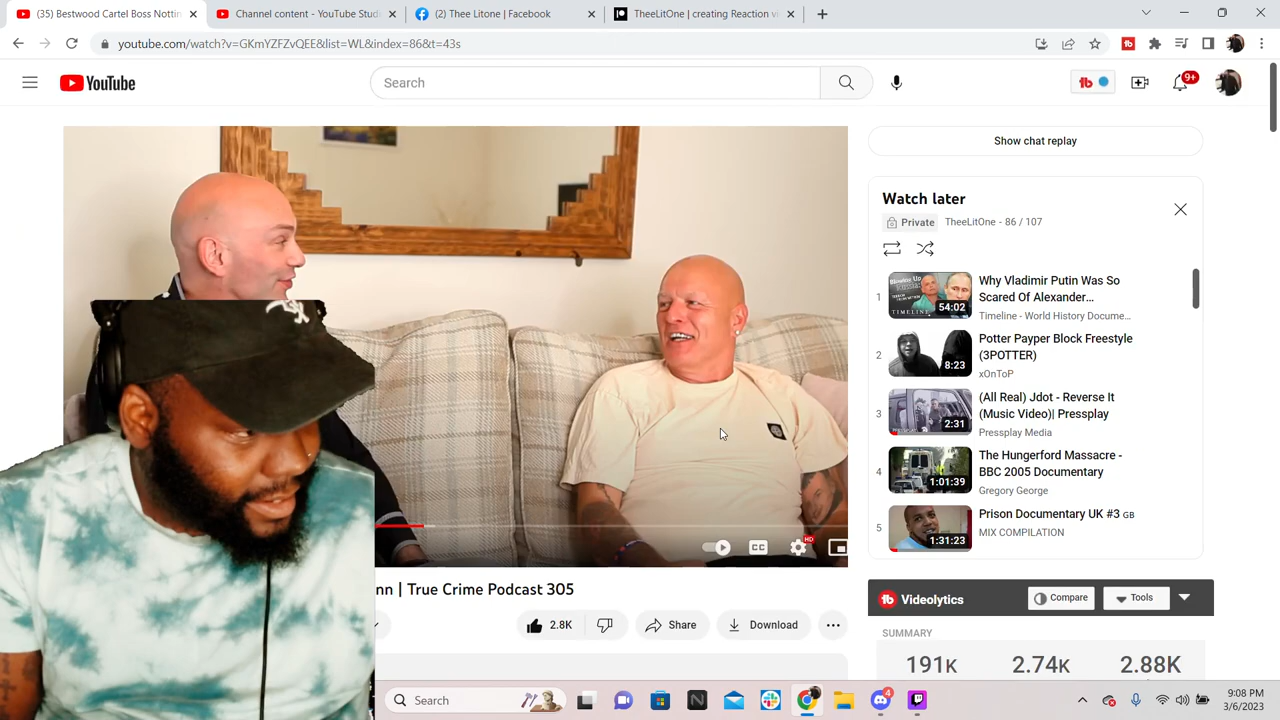 (35) Bestwood Cartel Boss Nottin
Channel content - YouTube Stud
(2) Thee Litone | Facebook
TheeLitOne | creating Reaction vi
youtube.com/watch?v=GKmYZFZvQEE&list=WL&index=86&t=43s
YouTube
Search
9+
Show chat replay
Watch later
Private
TheeLitOne - 86 / 107
1
54:02
Why Vladimir Putin Was So
Scared Of Alexander…
Timeline - World History Docume…
2
8:23
Potter Payper Block Freestyle
(3POTTER)
xOnToP
3
2:31
(All Real) Jdot - Reverse It
(Music Video)| Pressplay
Pressplay Media
4
1:01:39
The Hungerford Massacre -
BBC 2005 Documentary
Gregory George
5
1:31:23
Prison Documentary UK #3 GB
MIX COMPILATION
CC
HD
nn | True Crime Podcast 305
2.8K
Share
Download
Videolytics
Compare
Tools
SUMMARY
191K
2.74K
2.88K
Search
4
9:08 PM
3/6/2023